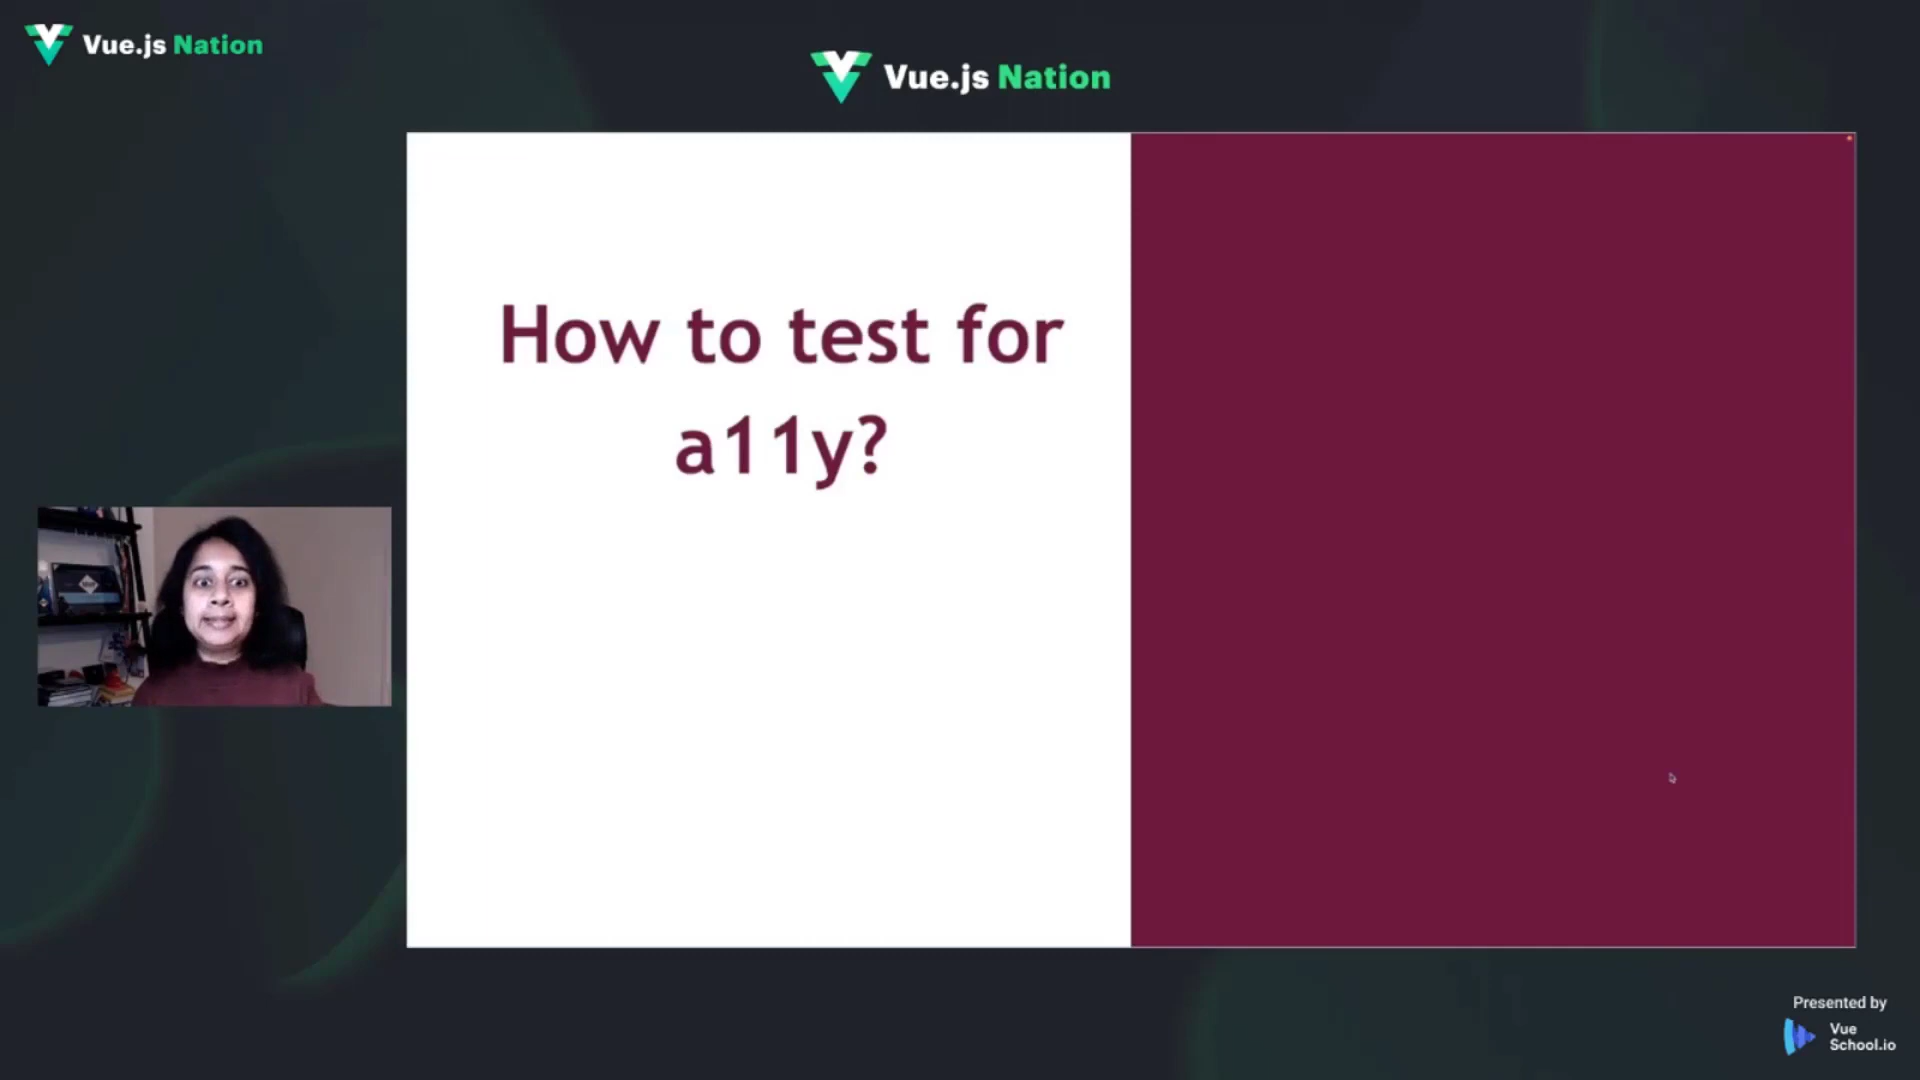 Vue.js Nation
Vue.js Nation
How to test for
a11y?
Presented by
Vue
School.io